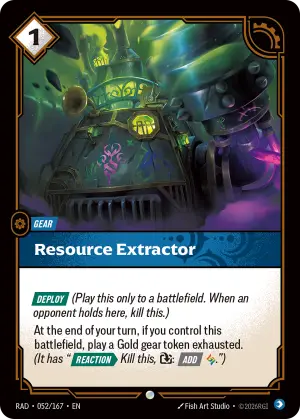 1
GEAR
Resource Extractor
DEPLOY (Play this only to a battlefield. When an
opponent holds here, kill this.)
At the end of your turn, if you control this
battlefield, play a Gold gear token exhausted.
(It has “ REACTION Kill this, : ADD .”)
RAD • 052/167 • EN Fish Art Studio ©2026RGI